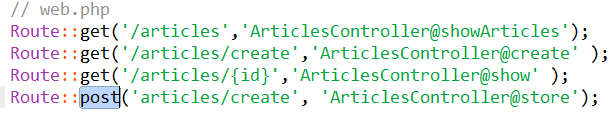 // web.php
Route::get('/articles','ArticlesController@showArticles');
Route::get('/articles/create','ArticlesController@create' );
Route::get('/articles/{id}','ArticlesController@show' );
Route::post('articles/create', 'ArticlesController@store');